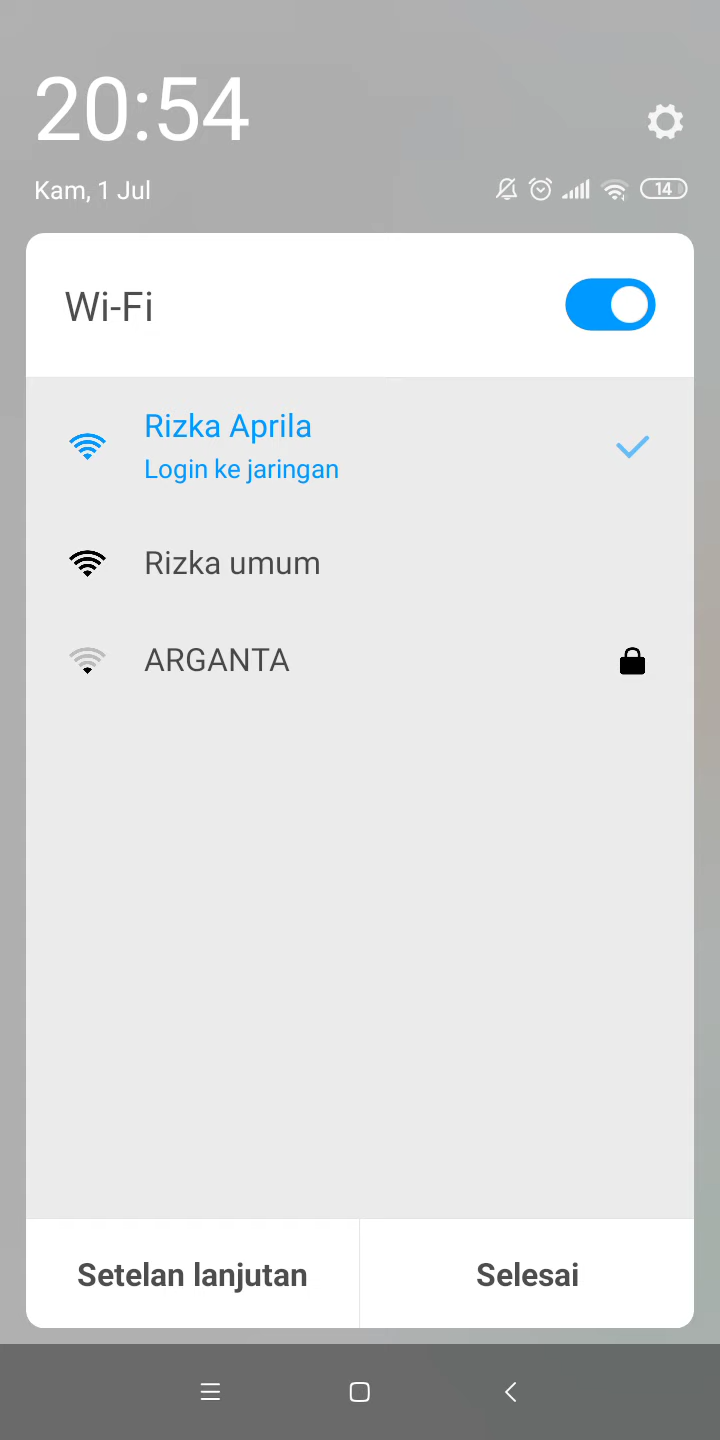 20:54
Kam, 1 Jul
14
Wi-Fi
Rizka Aprila
Login ke jaringan
Rizka umum
ARGANTA
Setelan lanjutan
Selesai